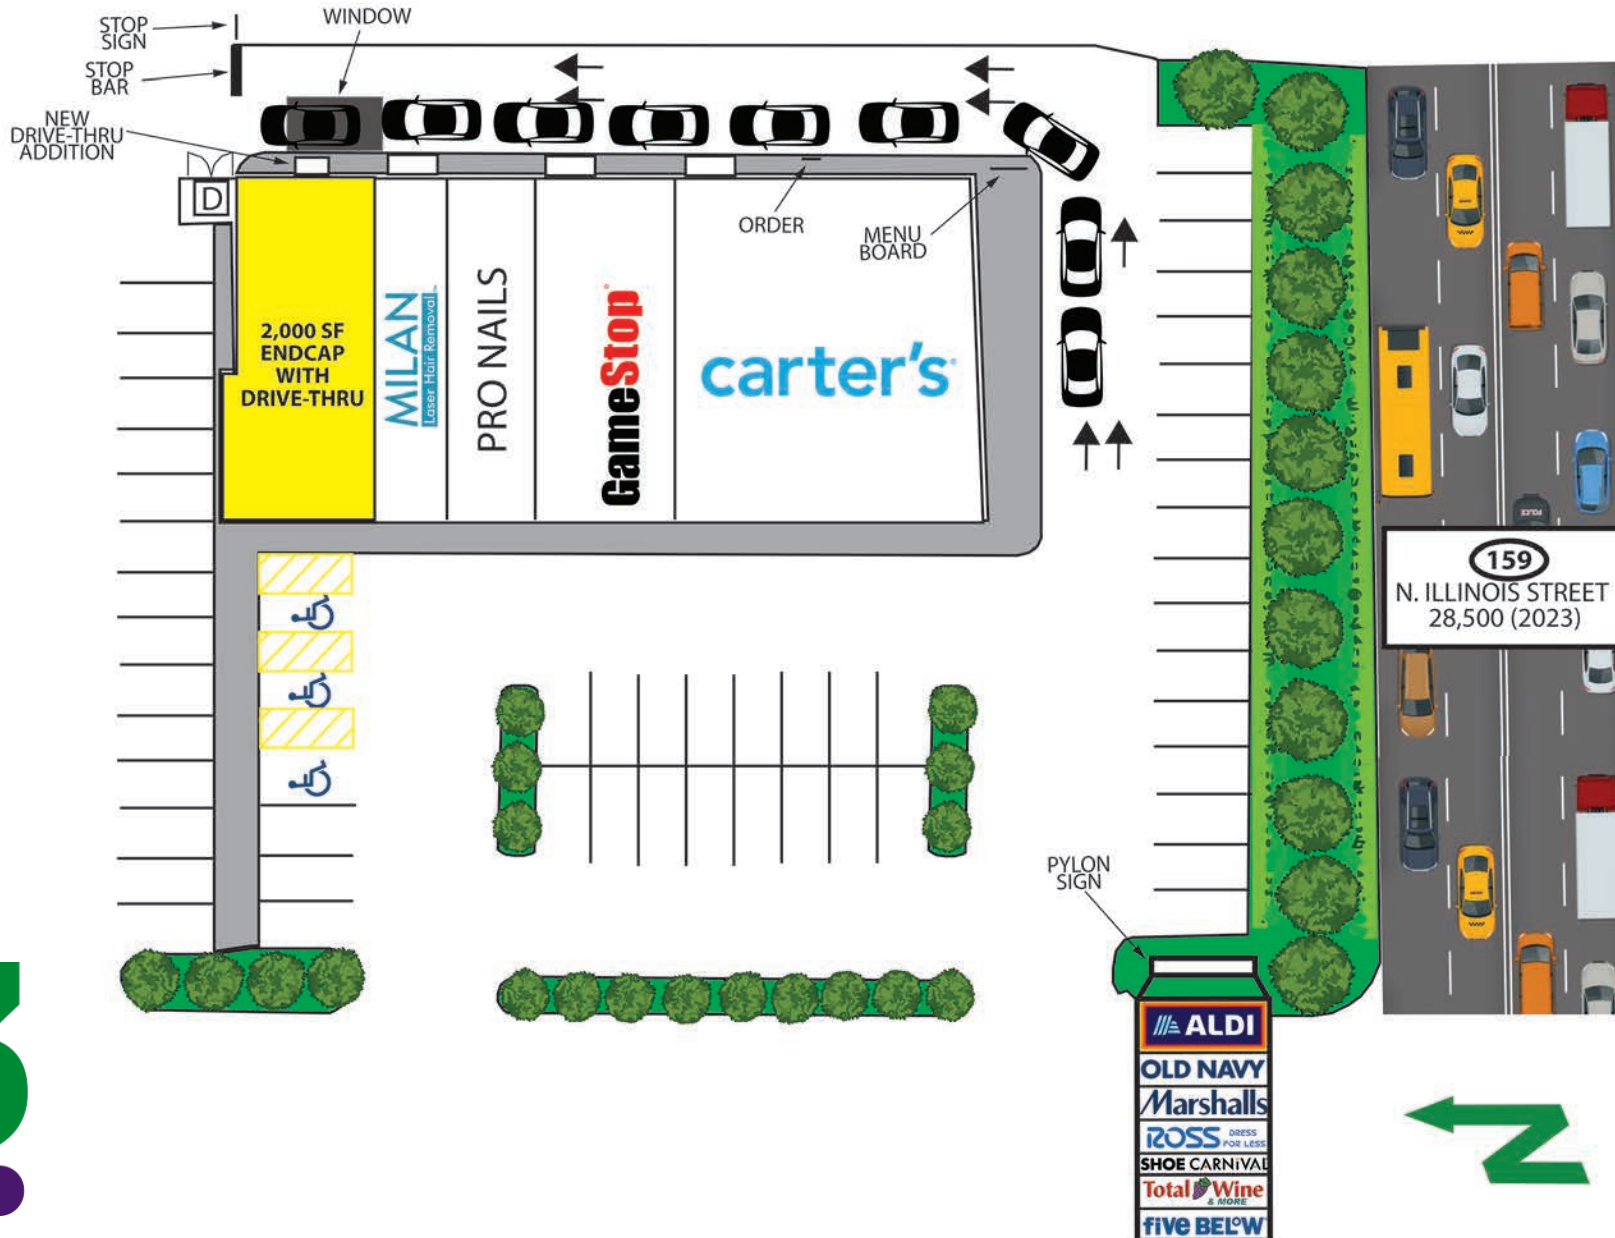 STOP
SIGN
WINDOW
STOP
BAR
NEW
DRIVE-THRU
ADDITION
D
ORDER
MENU
BOARD
2,000 SF
ENDCAP
WITH
DRIVE-THRU
MILAN
Laser Hair Removal
PRO NAILS
GameStop
carter's
POLICE
159
N. ILLINOIS STREET
28,500 (2023)
PYLON
SIGN
ALDI
OLD NAVY
Marshalls
ROSS DRESS
FOR LESS
SHOE CARNiVAL
Total Wine
& MORE
five BELOW